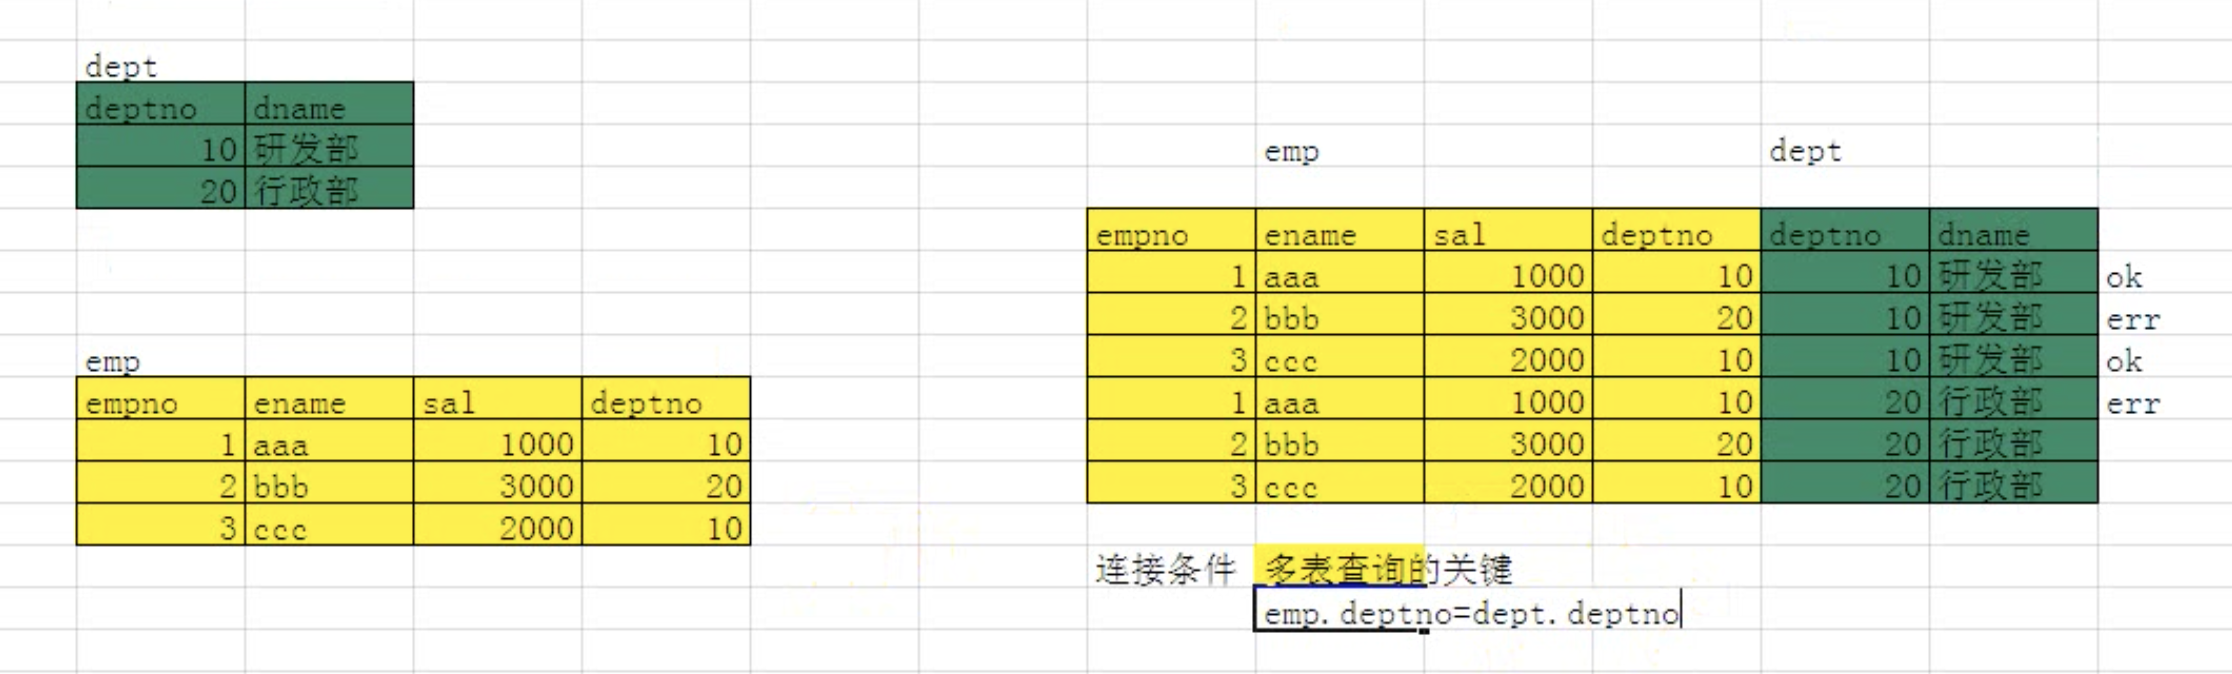 dept
deptno dname
10 研发部
20 行政部
emp
empno ename sal deptno
1 aaa 1000 10
2 bbb 3000 20
3 ccc 2000 10
emp dept
empno ename sal deptno deptno dname
1 aaa 1000 10 10 研发部 ok
2 bbb 3000 20 10 研发部 err
3 ccc 2000 10 10 研发部 ok
1 aaa 1000 10 20 行政部 err
2 bbb 3000 20 20 行政部
3 ccc 2000 10 20 行政部
连接条件 多表查询的关键
emp.deptno=dept.deptno